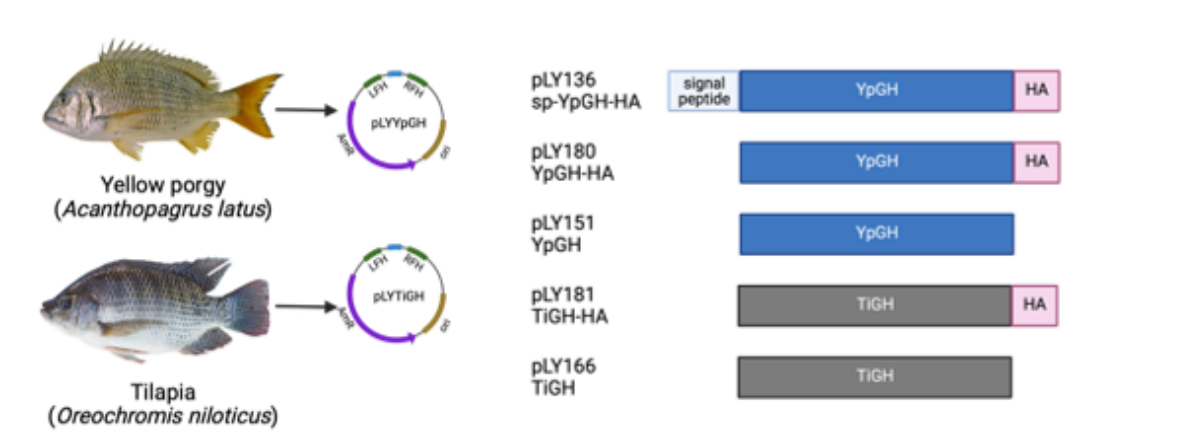 Yellow porgy
(Acanthopagrus latus)
LFH
RFH
pLYYpGH
AmR
ori
Tilapia
(Oreochromis niloticus)
LFH
RFH
pLYTiGH
AmR
ori
pLY136
sp-YpGH-HA
signal
peptide
YpGH
HA
pLY180
YpGH-HA
YpGH
HA
pLY151
YpGH
YpGH
pLY181
TiGH-HA
TiGH
HA
pLY166
TiGH
TiGH